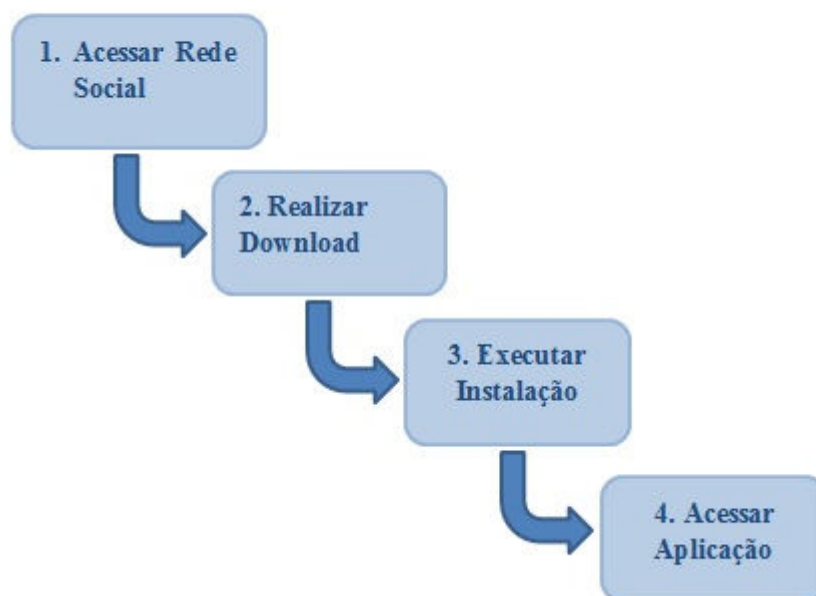 1. Acessar Rede
Social
2. Realizar
Download
3. Executar
Instalação
4. Acessar
Aplicação